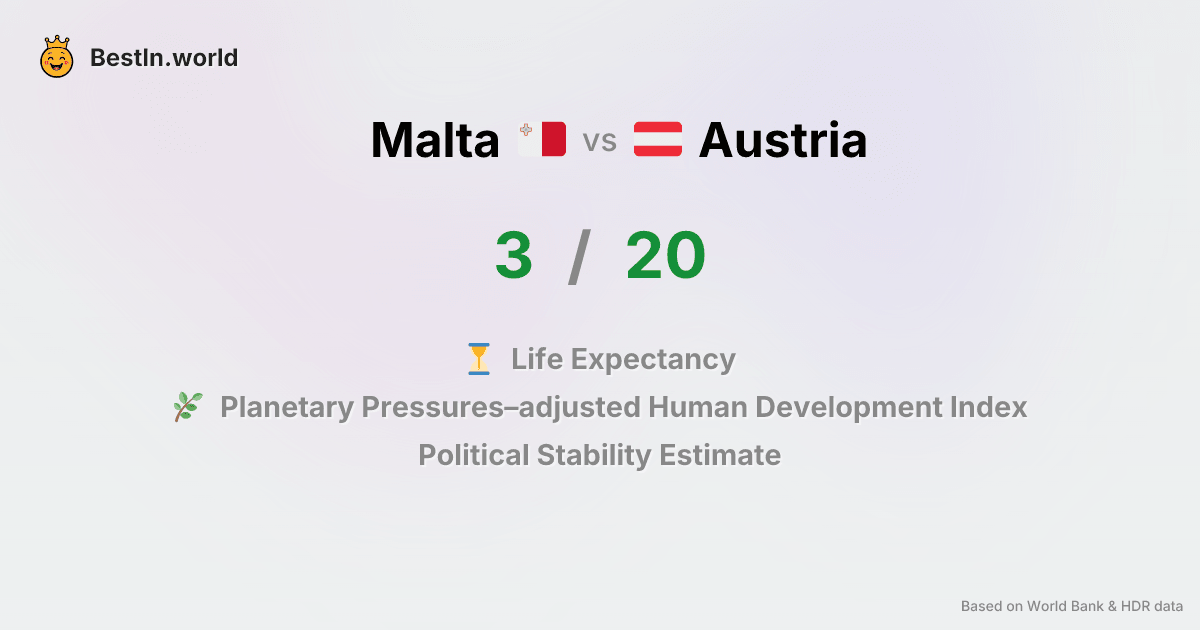 BestIn.world
Malta vs Austria
3 / 20
Life Expectancy
Planetary Pressures–adjusted Human Development Index
Political Stability Estimate
Based on World Bank & HDR data